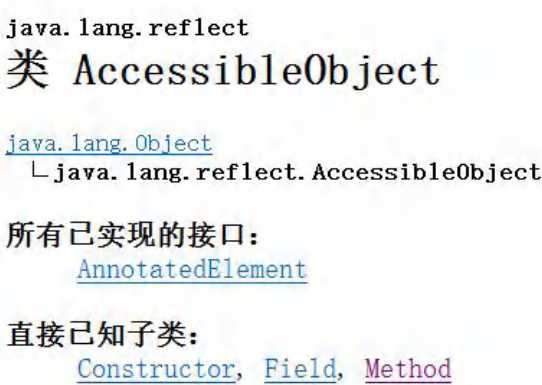 java.lang.reflect
类 AccessibleObject
java.lang.Object
java.lang.reflect.AccessibleObject
所有已实现的接口：
AnnotatedElement
直接已知子类：
Constructor, Field, Method